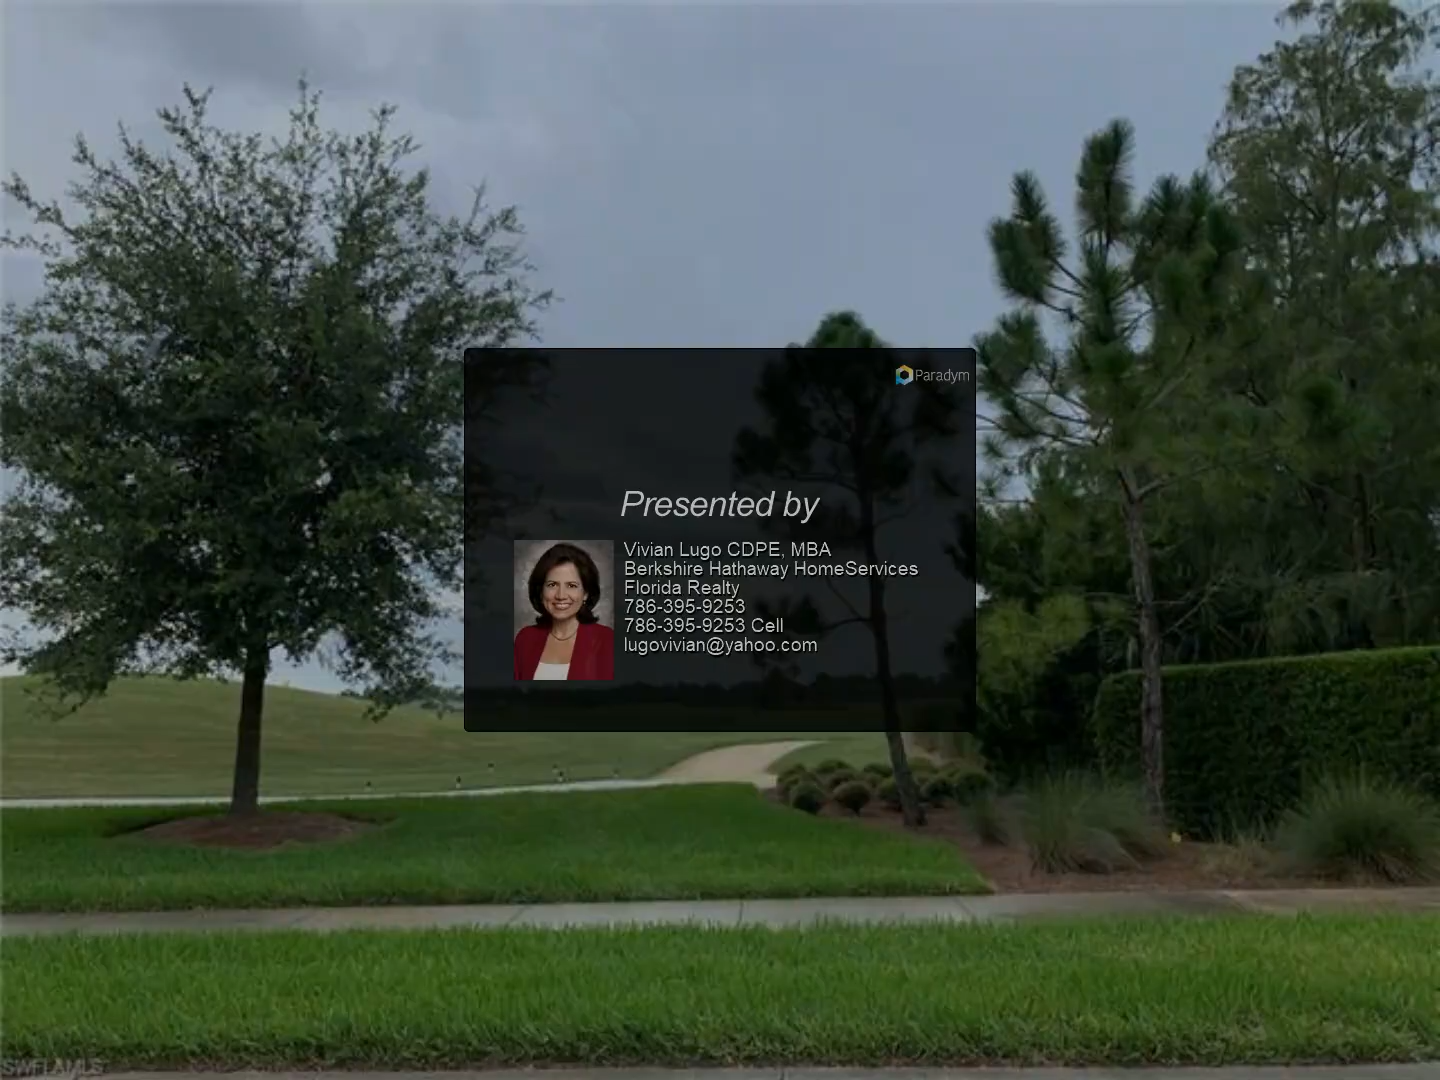 Paradym
Presented by
Vivian Lugo CDPE, MBA
Berkshire Hathaway HomeServices
Florida Realty
786-395-9253
786-395-9253 Cell
lugovivian@yahoo.com
SWFLAMLS